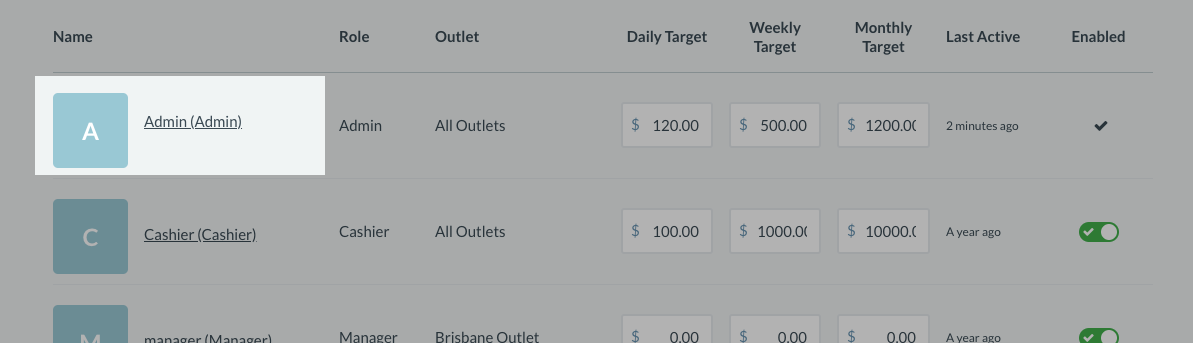 Name Role Outlet Daily Target Weekly Target Monthly Target Last Active Enabled
A Admin (Admin) Admin All Outlets $ 120.00 $ 500.00 $ 1200.00 2 minutes ago
C Cashier (Cashier) Cashier All Outlets $ 100.00 $ 1000.0 $ 10000. A year ago
M manager (Manager) Manager Brisbane Outlet $ 0.00 $ 0.00 $ 0.00 A year ago